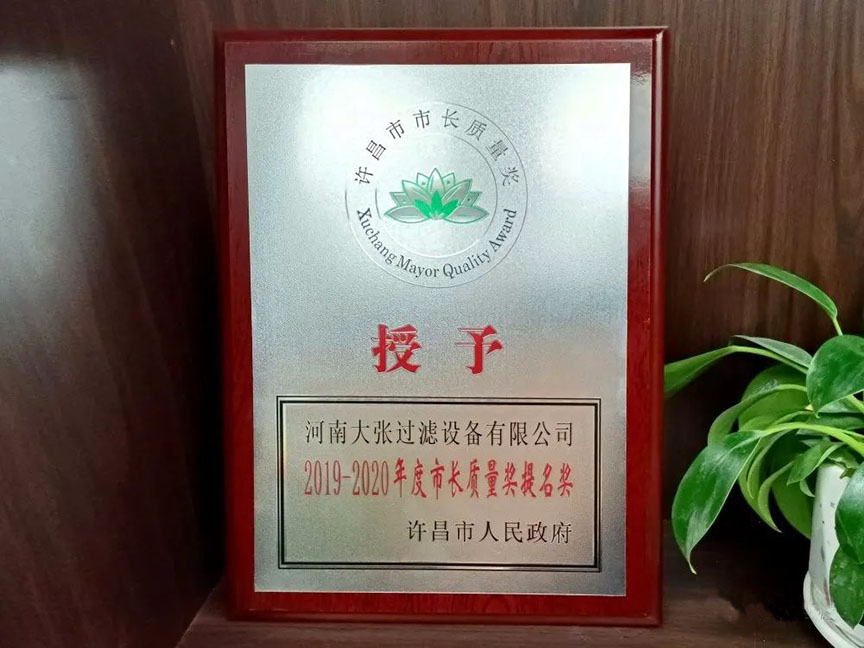 许昌市市长质量奖
Xuchang Mayor Quality Award
授予
河南大张过滤设备有限公司
2019-2020年度市长质量奖提名奖
许昌市人民政府